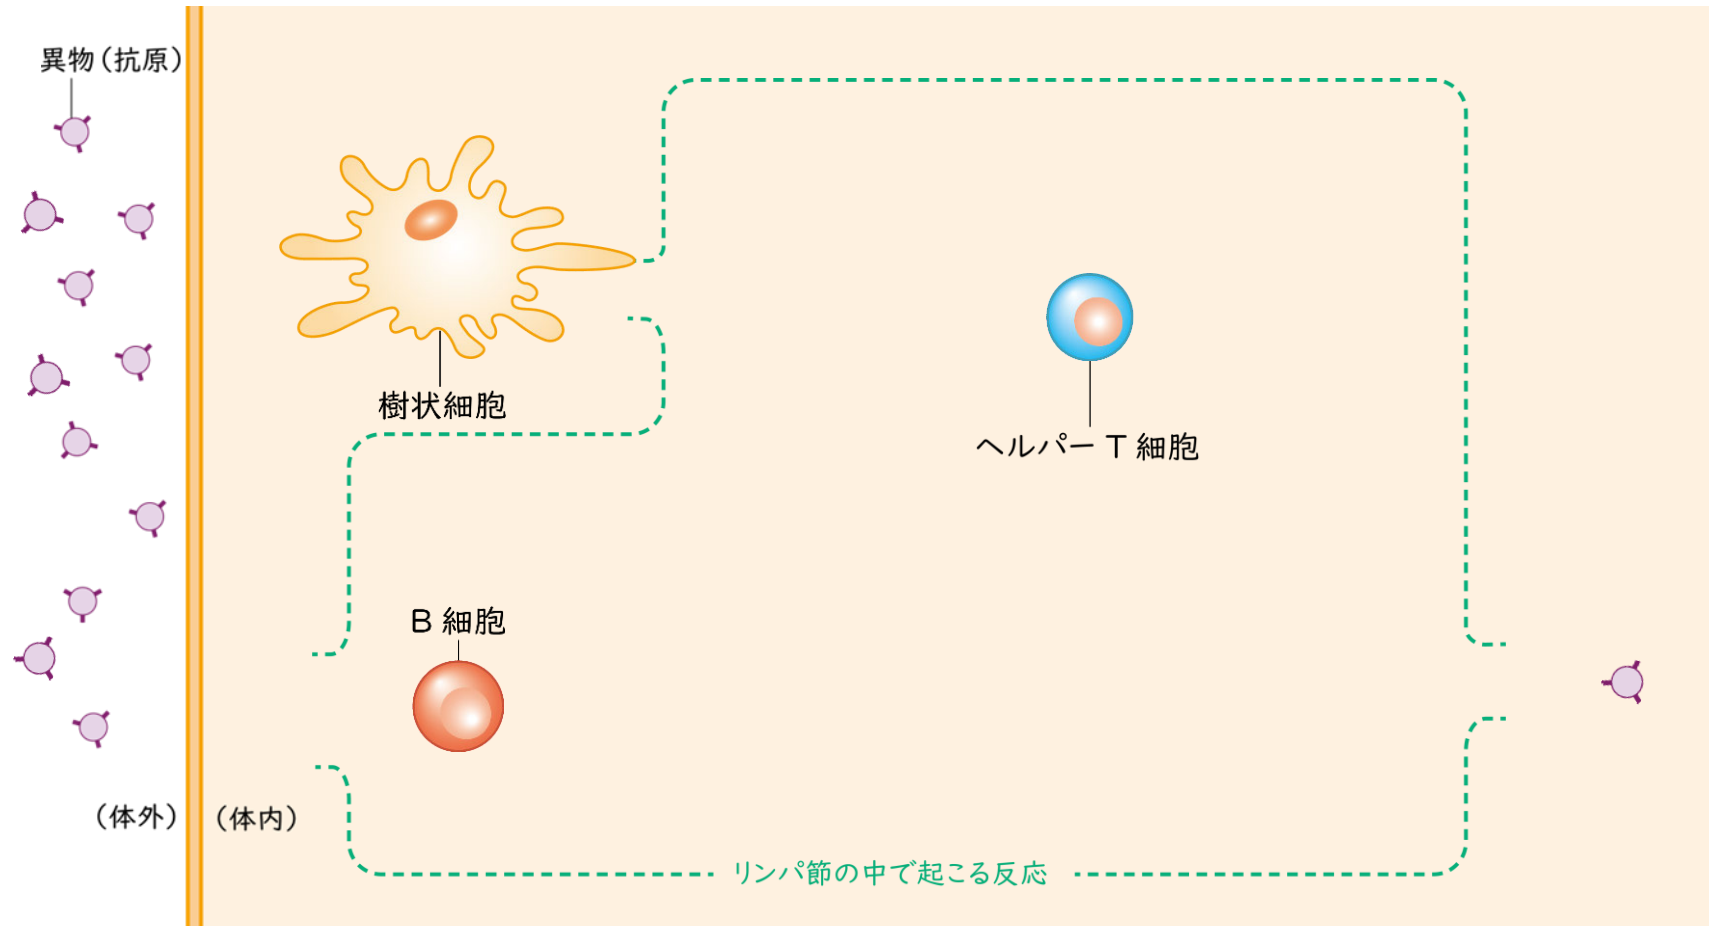 異物（抗原）
樹状細胞
ヘルパーT細胞
B細胞
（体外）
（体内）
リンパ節の中で起こる反応